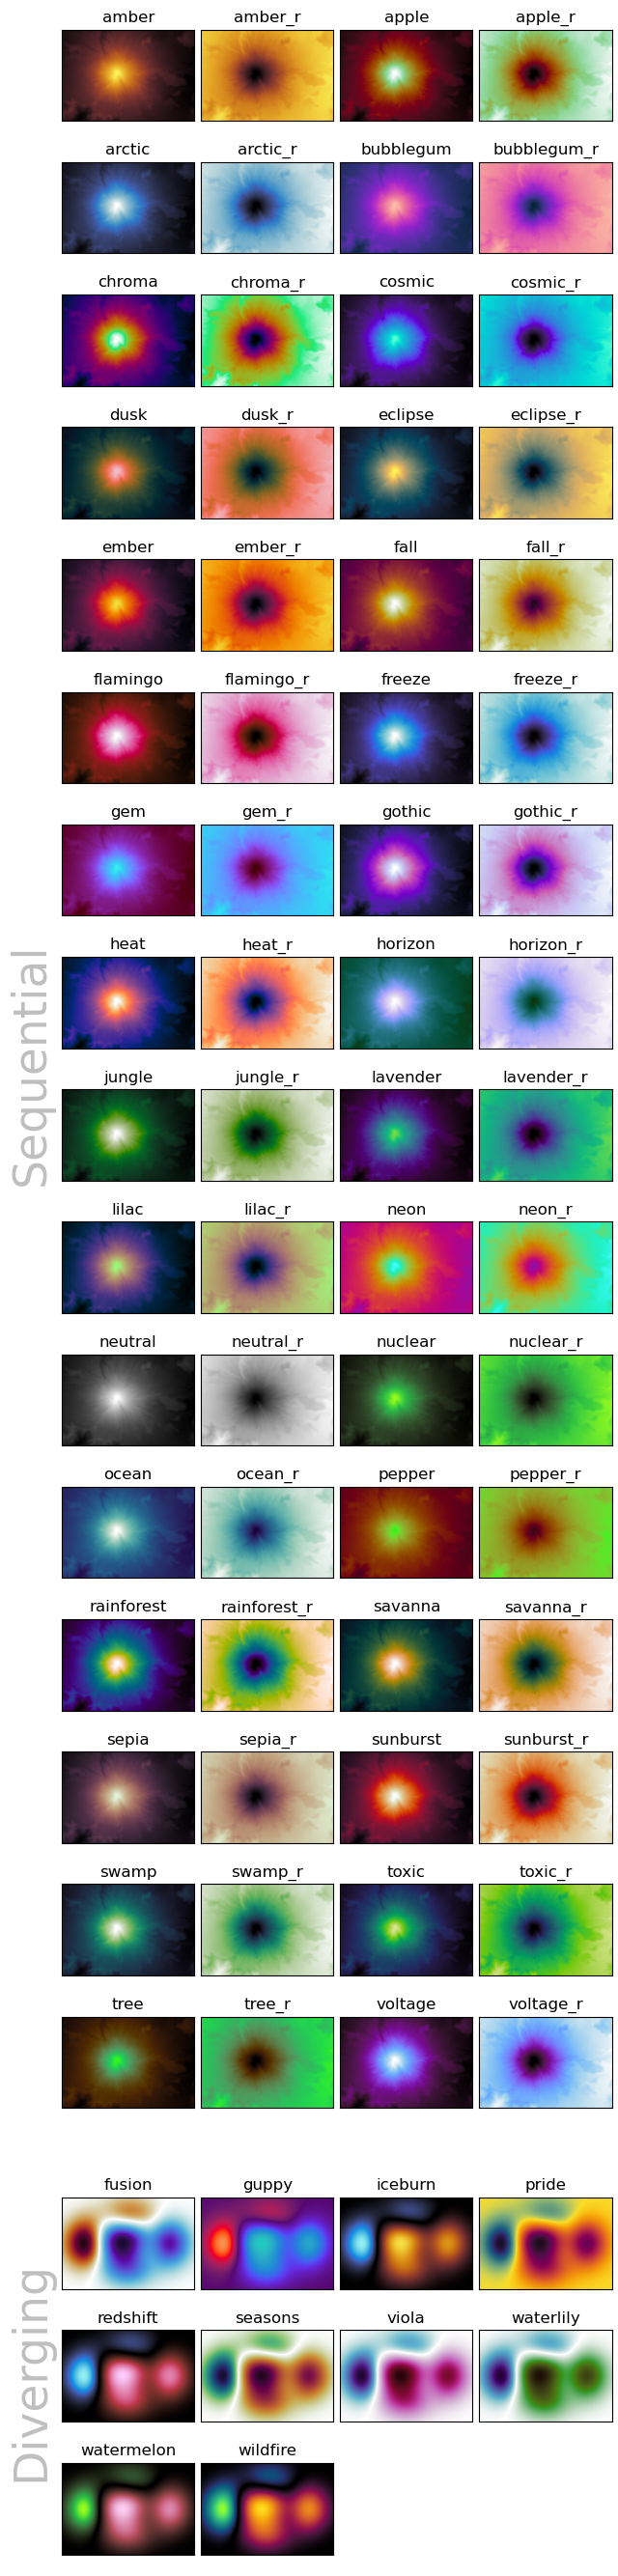 amber amber_r apple apple_r
arctic arctic_r bubblegum bubblegum_r
chroma chroma_r cosmic cosmic_r
dusk dusk_r eclipse eclipse_r
ember ember_r fall fall_r
flamingo flamingo_r freeze freeze_r
gem gem_r gothic gothic_r
Sequential
heat heat_r horizon horizon_r
jungle jungle_r lavender lavender_r
lilac lilac_r neon neon_r
neutral neutral_r nuclear nuclear_r
ocean ocean_r pepper pepper_r
rainforest rainforest_r savanna savanna_r
sepia sepia_r sunburst sunburst_r
swamp swamp_r toxic toxic_r
tree tree_r voltage voltage_r
Diverging
fusion guppy iceburn pride
redshift seasons viola waterlily
watermelon wildfire